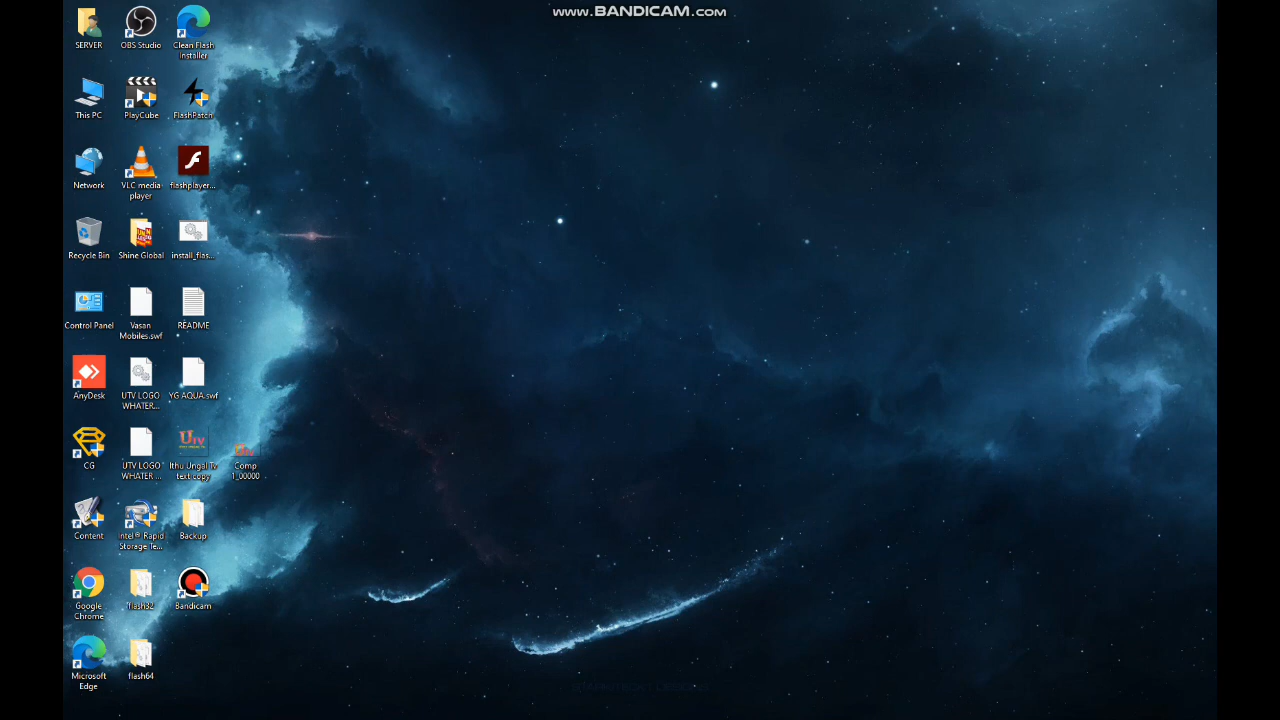 www.BANDICAM.com
SERVER
OBS Studio
Clean Flash
Installer
This PC
PlayCube
FlashPatch
Network
VLC media
player
flashplayer...
Recycle Bin
Shine Global
install_flas...
Control Panel
Vasan
Mobiles.swf
README
AnyDesk
UTV LOGO
WHATER...
YG AQUA.swf
CG
UTV LOGO
WHATER ...
Ithu Ungal Tv
text copy
Comp
1_00000
Content
Intel® Rapid
Storage Te...
Backup
Google
Chrome
flash32
Bandicam
Microsoft
Edge
flash64